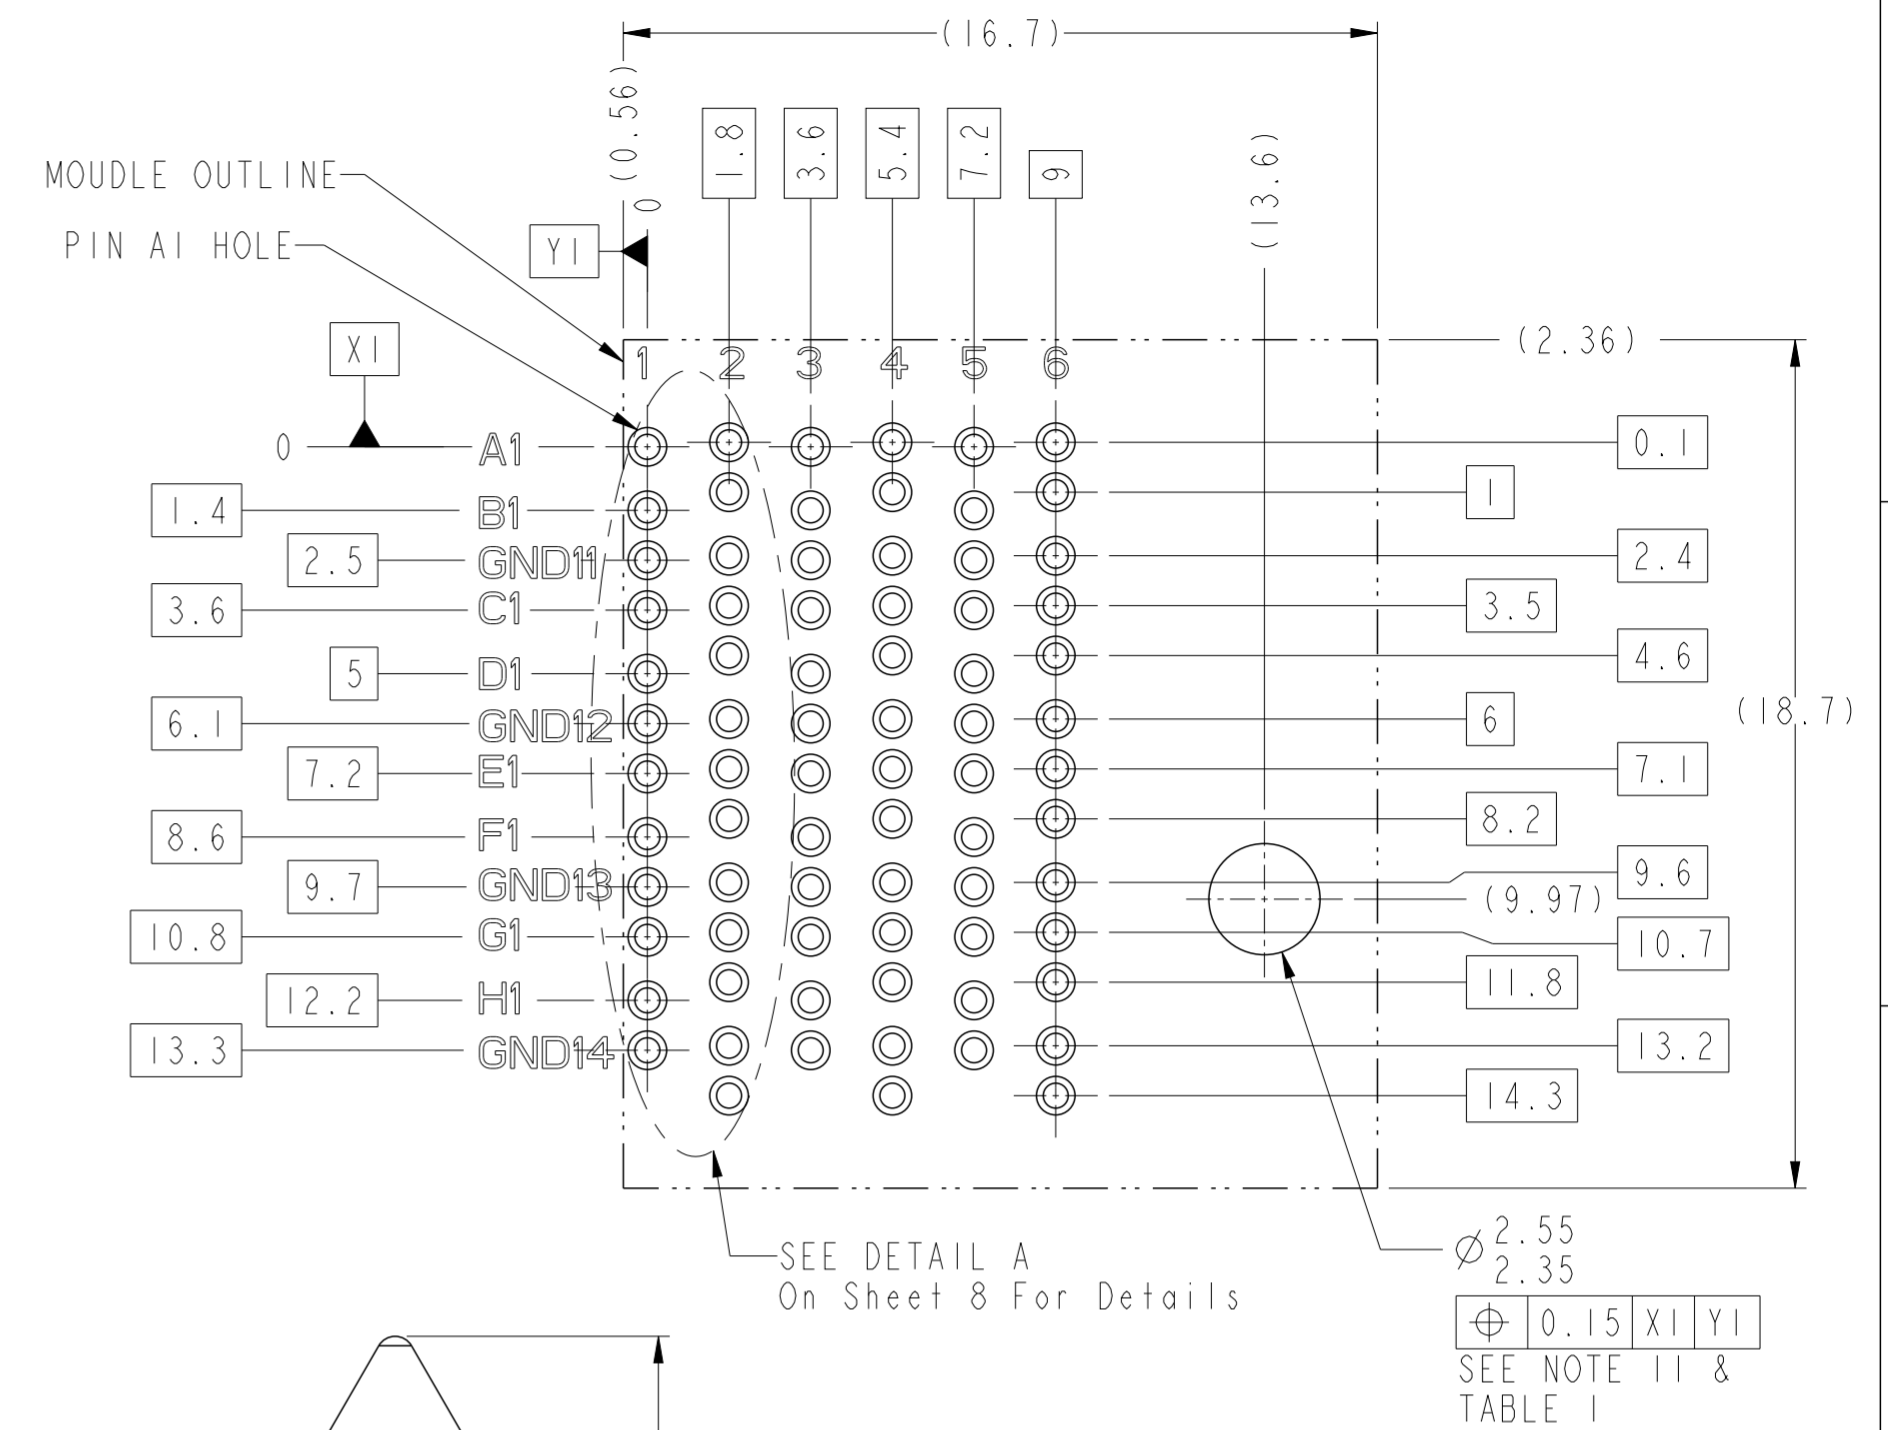 (16.7)
(0.56)
0
1.8
3.6
5.4
7.2
9
(13.6)
MOUDLE OUTLINE
PIN A1 HOLE
Y1
X1
(2.36)
1 2 3 4 5 6
0 A1 0.1
1
1.4 B1
2.5 GND11 2.4
3.6 C1 3.5
4.6
5 D1
6.1 GND12 6
(18.7)
7.2 E1 7.1
8.2
8.6 F1
9.7 GND13 9.6
(9.97)
10.8 G1 10.7
11.8
12.2 H1
13.3 GND14 13.2
14.3
SEE DETAIL A
On Sheet 8 For Details
⌀ 2.55
2.35
⌖ 0.15 X1 Y1
SEE NOTE 11 &
TABLE 1